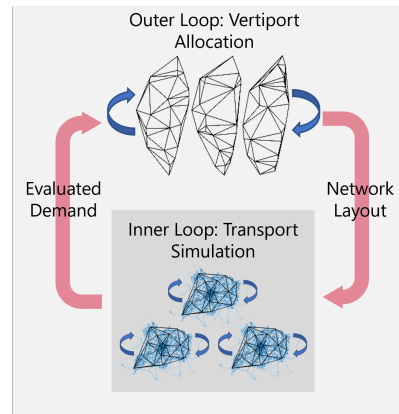 Outer Loop: Vertiport
Allocation
Evaluated
Demand
Network
Layout
Inner Loop: Transport
Simulation